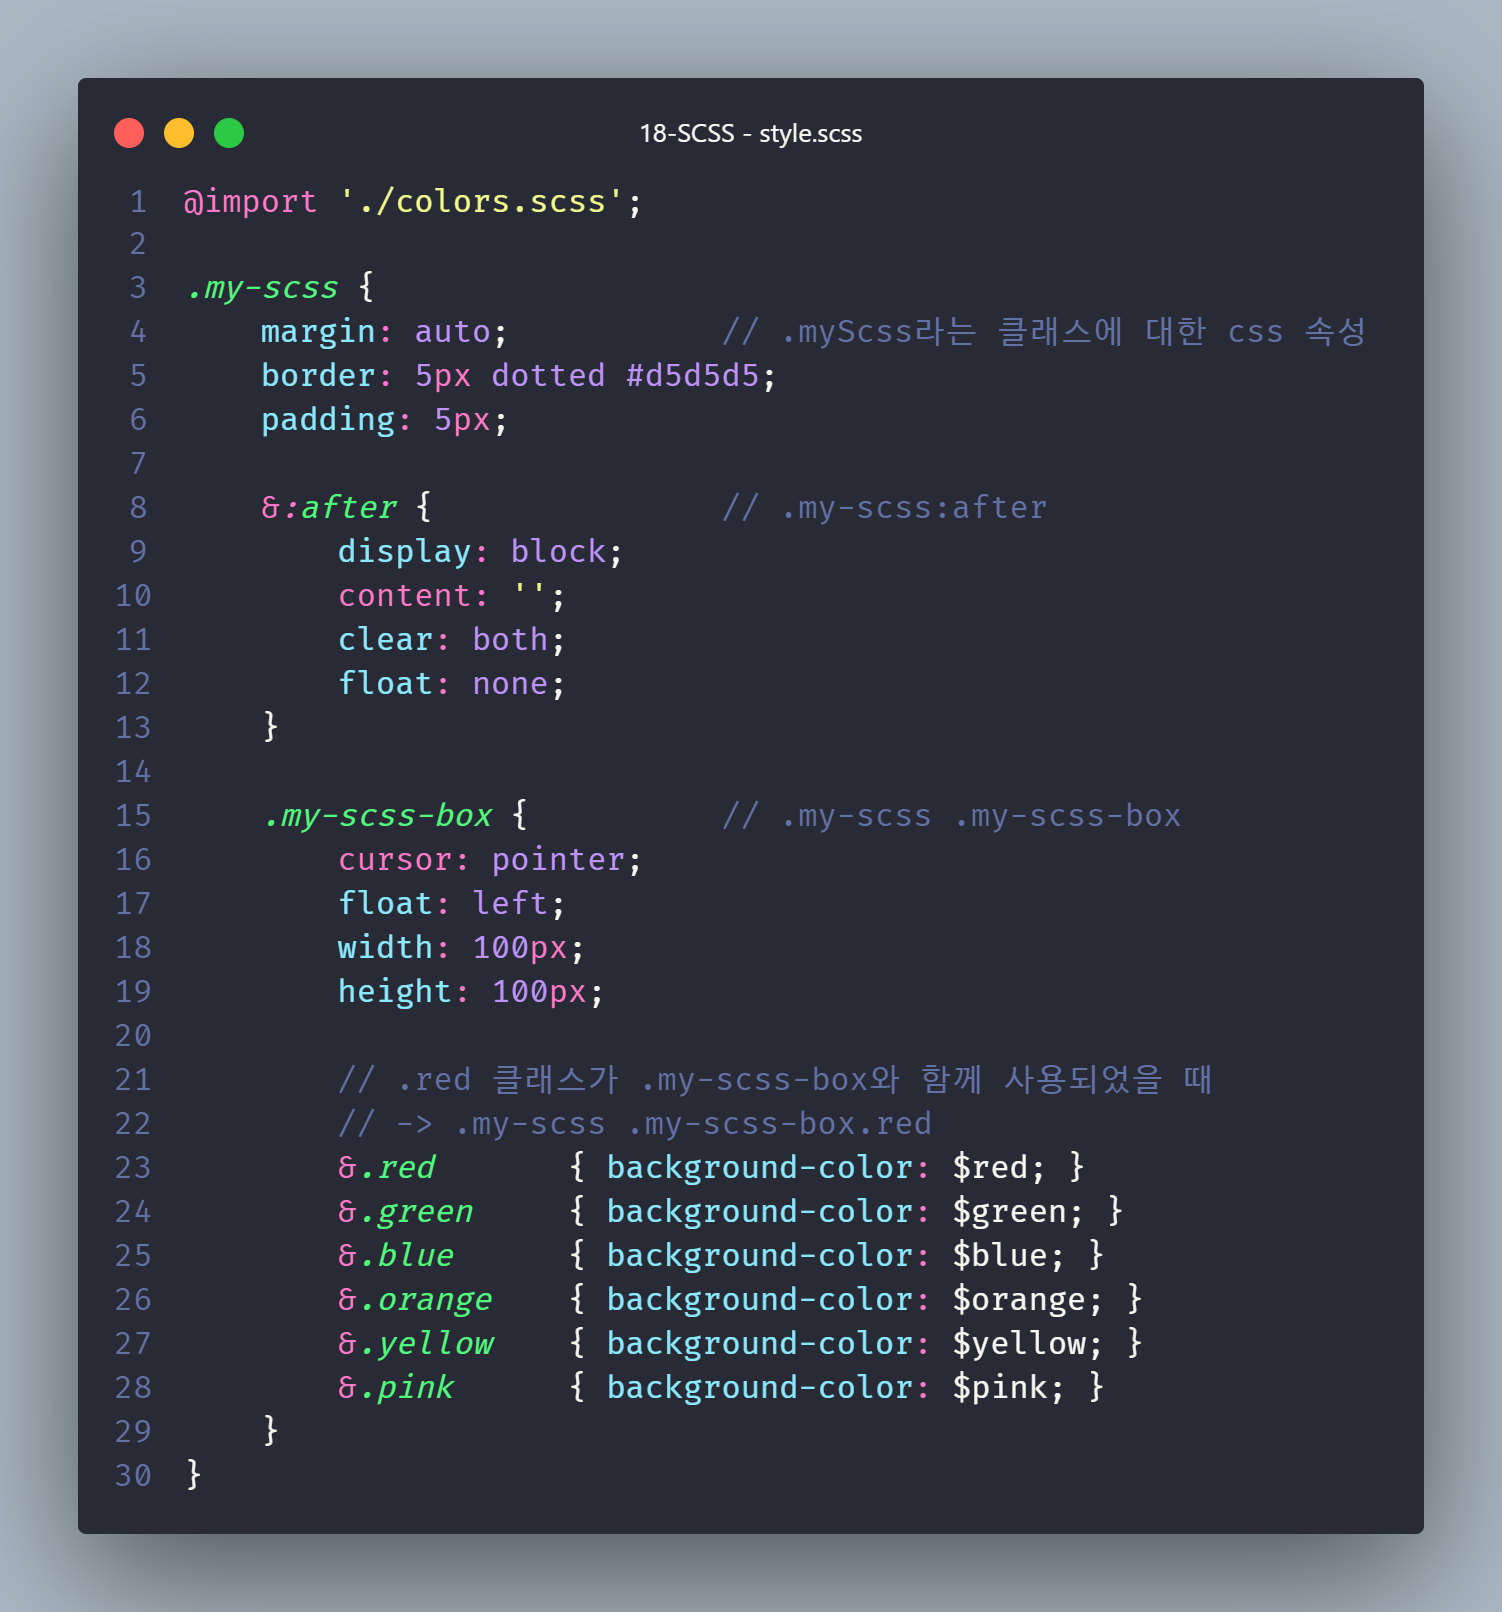 18-SCSS - style.scss
1 @import './colors.scss';
2
3 .my-scss {
4     margin: auto;           // .myScss라는 클래스에 대한 css 속성
5     border: 5px dotted #d5d5d5;
6     padding: 5px;
7
8     &:after {               // .my-scss:after
9         display: block;
10         content: '';
11         clear: both;
12         float: none;
13     }
14
15     .my-scss-box {          // .my-scss .my-scss-box
16         cursor: pointer;
17         float: left;
18         width: 100px;
19         height: 100px;
20
21         // .red 클래스가 .my-scss-box와 함께 사용되었을 때
22         // -> .my-scss .my-scss-box.red
23         &.red       { background-color: $red; }
24         &.green     { background-color: $green; }
25         &.blue      { background-color: $blue; }
26         &.orange    { background-color: $orange; }
27         &.yellow    { background-color: $yellow; }
28         &.pink      { background-color: $pink; }
29     }
30 }